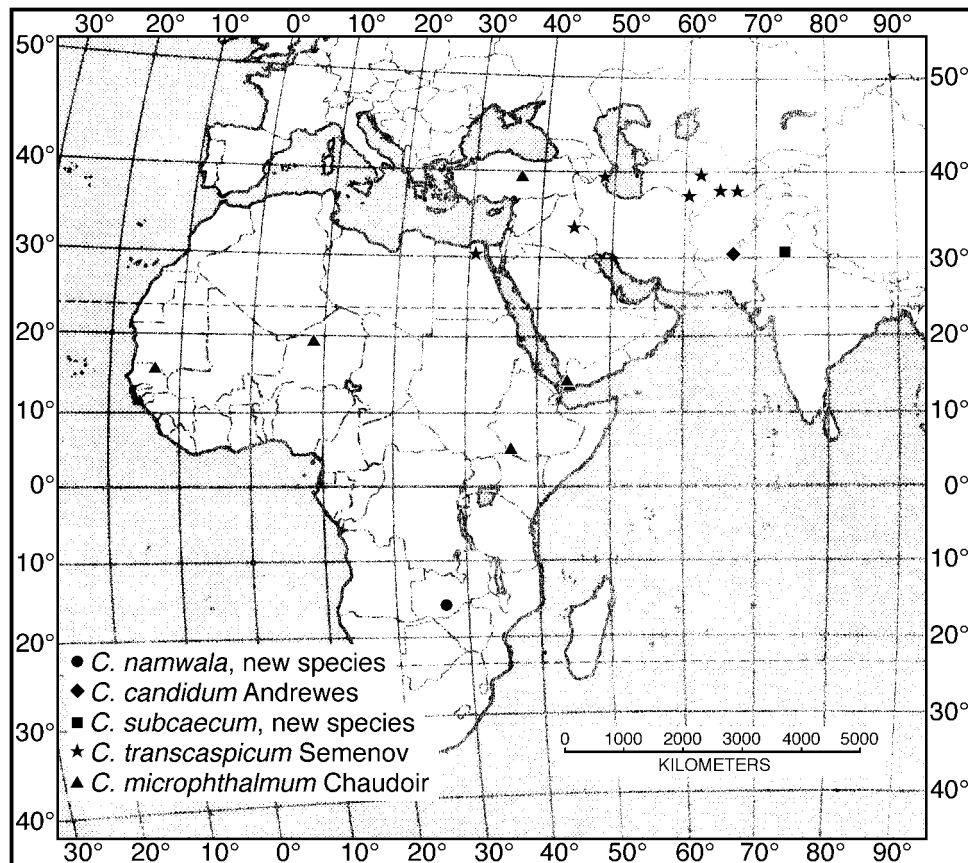 30° 20° 10° 0° 10° 20° 30° 40° 50° 60° 70° 80° 90°
50° 50°
40° 40°
30° 30°
20° 20°
10° 10°
0° 0°
10° 10°
20° 20°
● C. namwala, new species
◆ C. candidum Andrewes
■ C. subcaecum, new species
★ C. transcaspicum Semenov
▲ C. microphthalmum Chaudoir
30° 30°
0 1000 2000 3000 4000 5000
KILOMETERS
40° 40°
30° 20° 10° 0° 10° 20° 30° 40° 50° 60° 70° 80° 90°